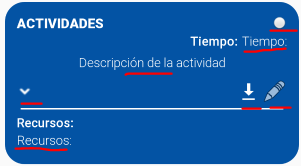 ACTIVIDADES
Tiempo: Tiempo:
Descripción de la actividad
Recursos:
Recursos: